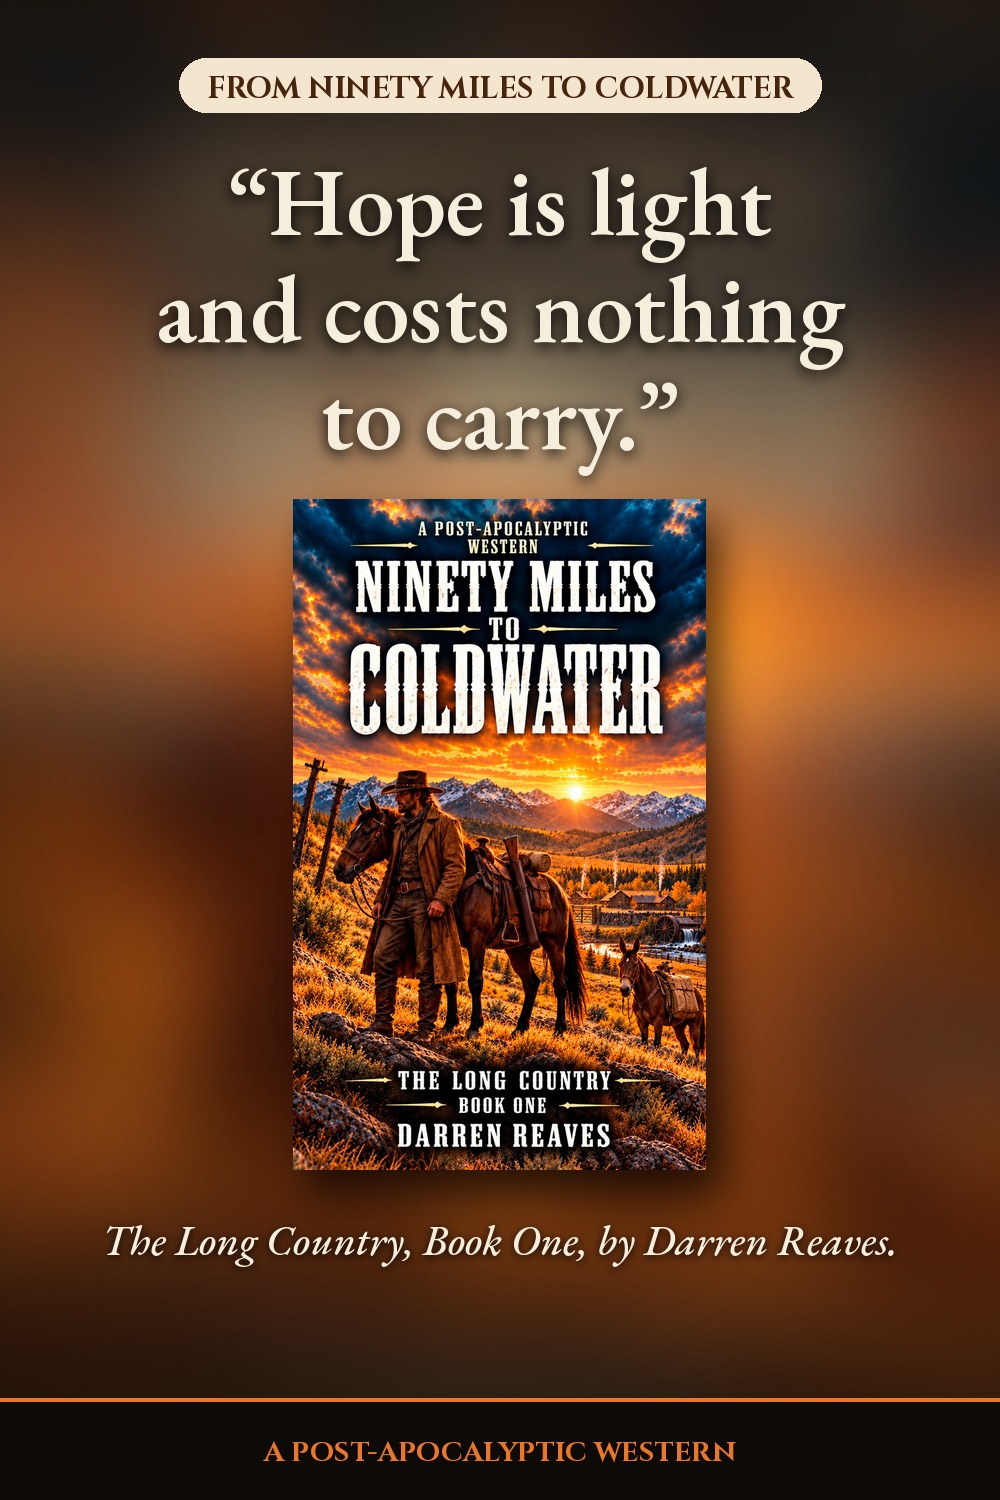 FROM NINETY MILES TO COLDWATER
“Hope is light
and costs nothing
to carry.”
A POST-APOCALYPTIC
WESTERN
NINETY MILES
TO
COLDWATER
THE LONG COUNTRY
BOOK ONE
DARREN REAVES
The Long Country, Book One, by Darren Reaves.
A POST-APOCALYPTIC WESTERN